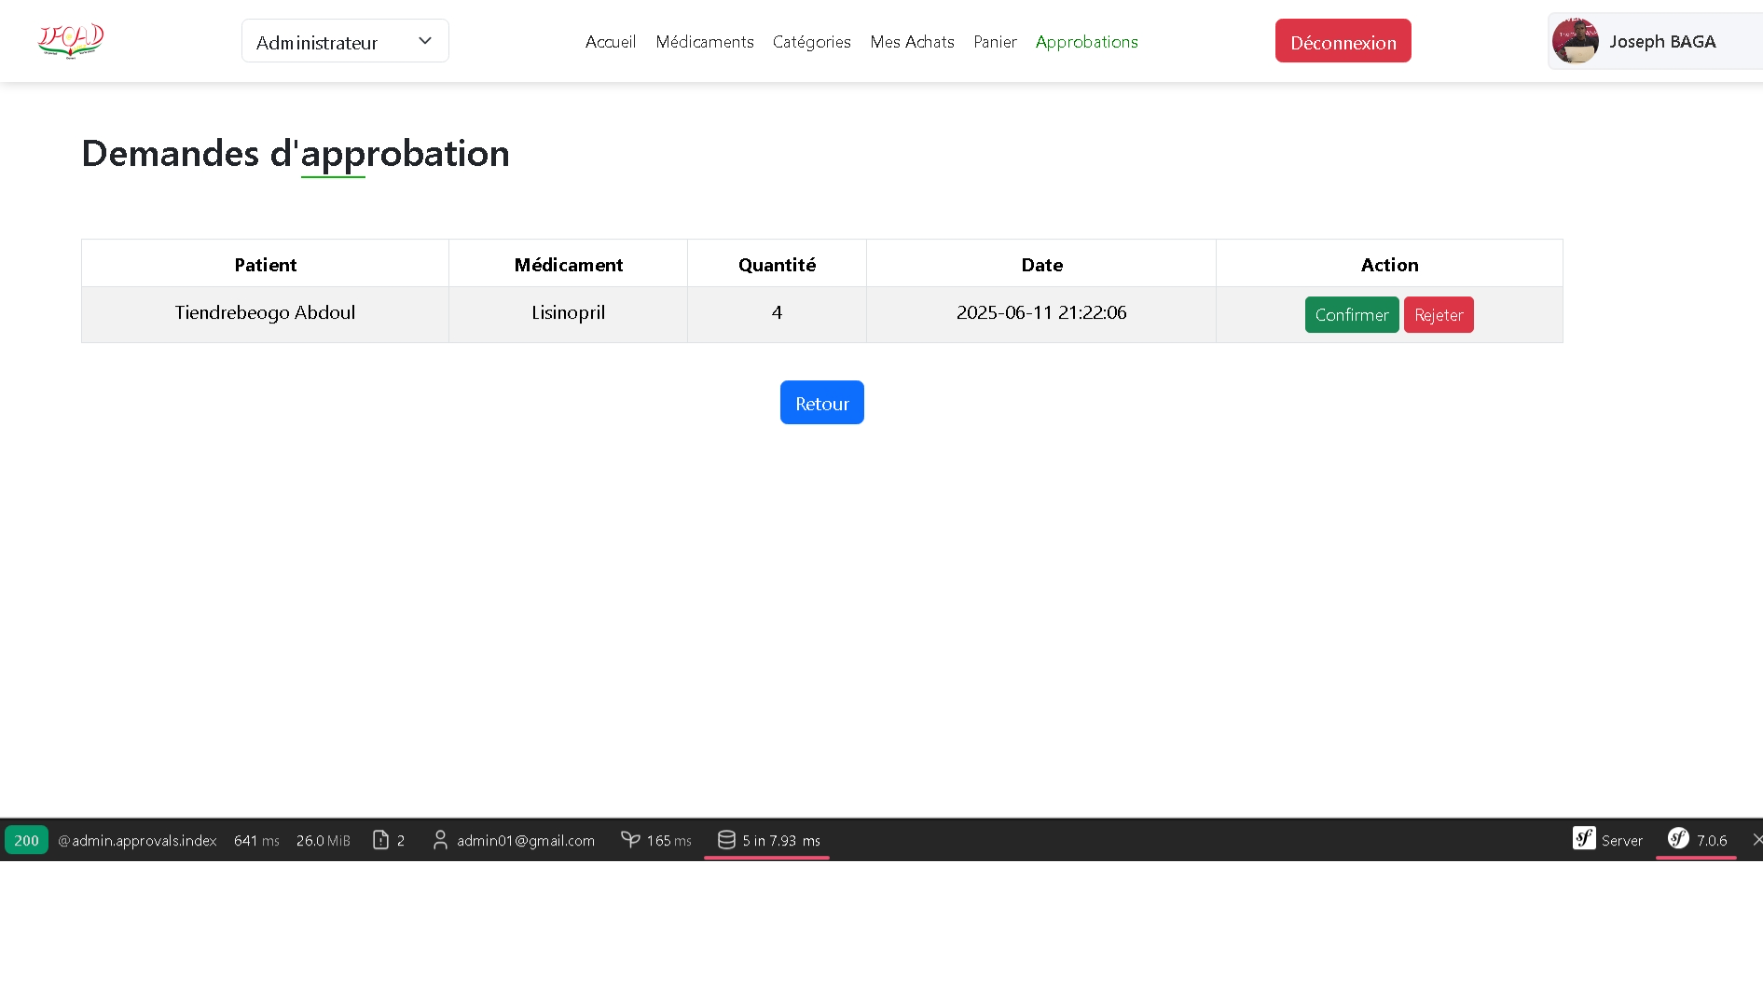 IFOAD
Administrateur
Accueil Médicaments Catégories Mes Achats Panier Approbations
Déconnexion
Joseph BAGA
Demandes d'approbation
Patient Médicament Quantité Date Action
Tiendrebeogo Abdoul Lisinopril 4 2025-06-11 21:22:06 Confirmer Rejeter
Retour
200 @admin.approvals.index 641 ms 26.0 MiB 2 admin01@gmail.com 165 ms 5 in 7.93 ms sf Server sf 7.0.6